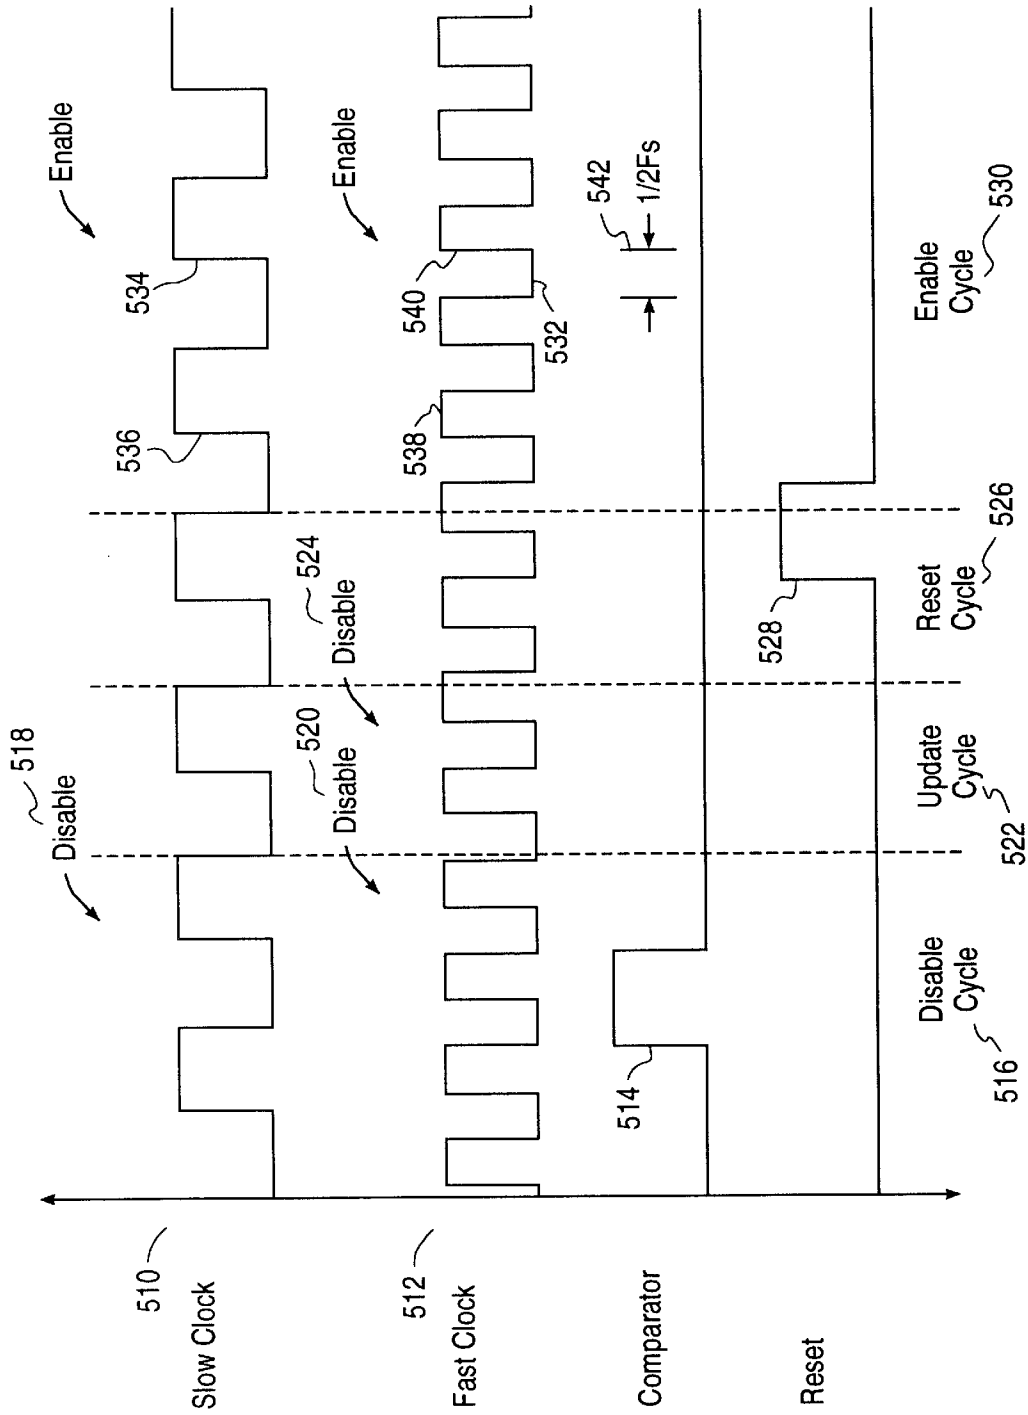 510
Slow Clock
518
Disable
536
534
Enable
512
Fast Clock
520
Disable
524
Disable
538
540
532
Enable
Comparator
514
542
1/2Fs
Reset
528
Disable
Cycle
516
Update
Cycle
522
Reset
Cycle
526
Enable
Cycle
530